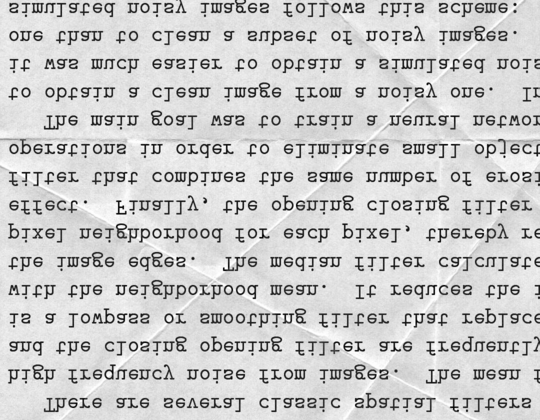 There are several classic spatial filters
high frequency noise from images. The mean f
and the closing opening filter are frequently
is a lowpass or smoothing filter that replace
with the neighborhood mean. It reduces the i
the image edges. The median filter calculate
pixel neighborhood for each pixel, thereby re
effect. Finally, the opening closing filter
filter that combines the same number of erosi
operations in order to eliminate small object
The main goal was to train a neural networ
to obtain a clean image from a noisy one. In
it was much easier to obtain a simulated nois
one than to clean a subset of noisy images.
simulated noisy images follows this scheme: